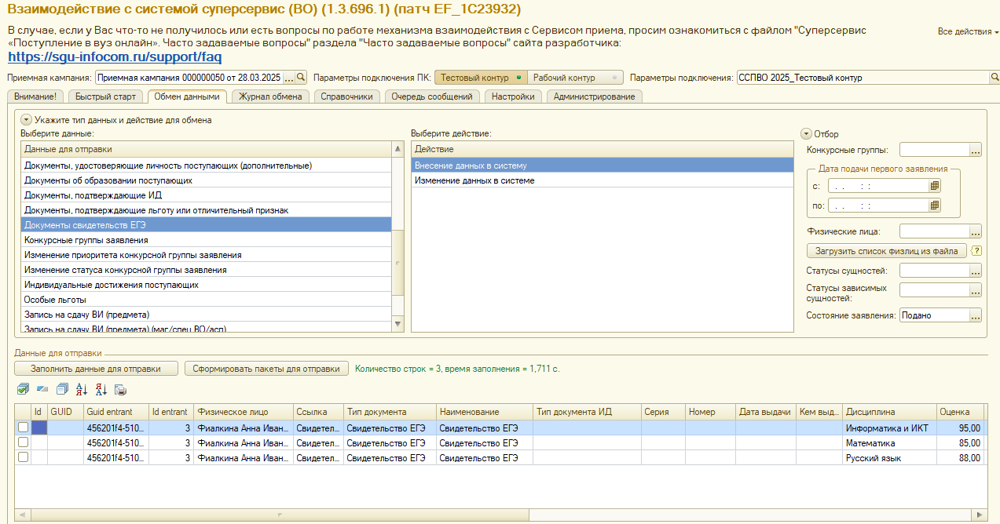 Взаимодействие с системой суперсервис (ВО) (1.3.696.1) (патч EF_1C23932)
В случае, если у Вас что-то не получилось или есть вопросы по работе механизма взаимодействия с Сервисом приема, просим ознакомиться с файлом "Суперсервис
«Поступление в вуз онлайн». Часто задаваемые вопросы" раздела "Часто задаваемые вопросы" сайта разработчика:
Все действия
https://sgu-infocom.ru/support/faq
Приемная кампания: Приемная кампания 000000050 от 28.03.2025 ... Параметры подключения ПК: Тестовый контур Рабочий контур Параметры подключения: ССПВО 2025_Тестовый контур
Внимание! Быстрый старт Обмен данными Журнал обмена Справочники Очередь сообщений Настройки Администрирование
Укажите тип данных и действие для обмена
Выберите данные:
Данные для отправки
Документы, удостоверяющие личность поступающих (дополнительные)
Документы об образовании поступающих
Документы, подтверждающие ИД
Документы, подтверждающие льготу или отличительный признак
Документы свидетельств ЕГЭ
Конкурсные группы заявления
Изменение приоритета конкурсной группы заявления
Изменение статуса конкурсной группы заявления
Индивидуальные достижения поступающих
Особые льготы
Запись на сдачу ВИ (предмета)
Запись на сдачу ВИ (предмета) (маг/спец ВО/асп)
Выберите действие:
Действие
Внесение данных в систему
Изменение данных в системе
Отбор
Конкурсные группы: ...
Дата подачи первого заявления
с: . . : :
по: . . : :
Физические лица: ...
Загрузить список физлиц из файла ?
Статусы сущностей: ...
Статусы зависимых
сущностей: ...
Состояние заявления: Подано ...
Данные для отправки
Заполнить данные для отправки Сформировать пакеты для отправки Количество строк = 3, время заполнения = 1,711 с.
Id GUID Guid entrant Id entrant Физическое лицо Ссылка Тип документа Наименование Тип документа ИД Серия Номер Дата выдачи Кем выд... Дисциплина Оценка
456201f4-510... 3 Фиалкина Анна Иван... Свидетел... Свидетельство ЕГЭ Свидетельство ЕГЭ Информатика и ИКТ 95,00
456201f4-510... 3 Фиалкина Анна Иван... Свидетел... Свидетельство ЕГЭ Свидетельство ЕГЭ Математика 85,00
456201f4-510... 3 Фиалкина Анна Иван... Свидетел... Свидетельство ЕГЭ Свидетельство ЕГЭ Русский язык 88,00